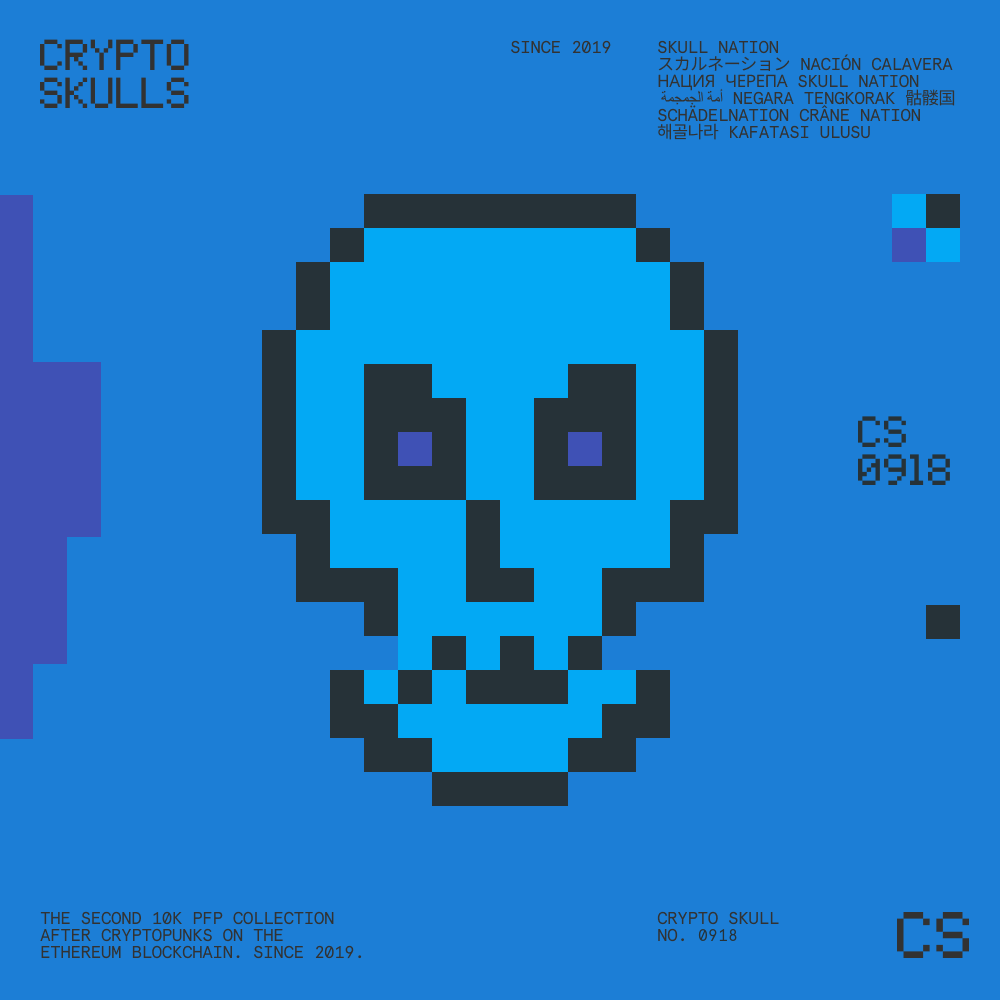 CRYPTO
SKULLS
SINCE 2019
SKULL NATION
スカルネーション NACIÓN CALAVERA
НАЦИЯ ЧЕРЕПА SKULL NATION
أمة الجمجمة NEGARA TENGKORAK 骷髅国
SCHÄDELNATION CRÂNE NATION
해골나라 KAFATASI ULUSU
CS
0918
THE SECOND 10K PFP COLLECTION
AFTER CRYPTOPUNKS ON THE
ETHEREUM BLOCKCHAIN. SINCE 2019.
CRYPTO SKULL
NO. 0918
CS